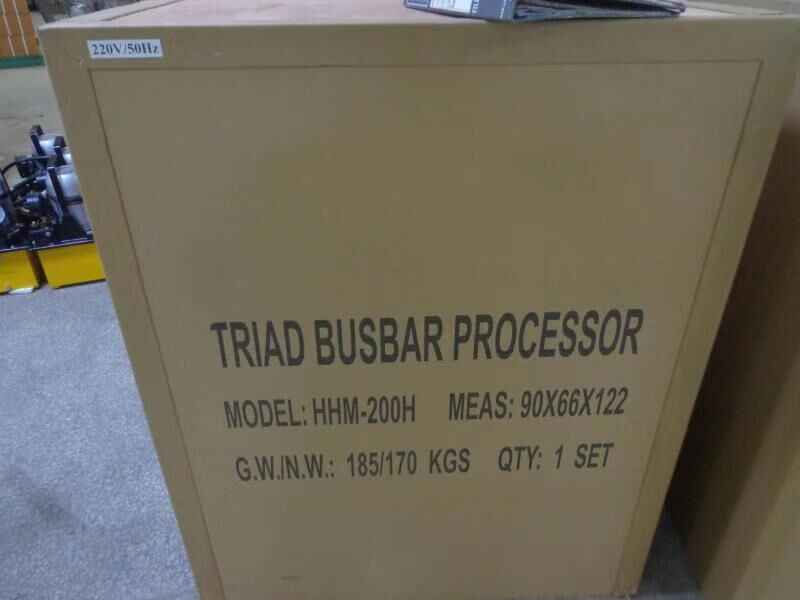 220V/50Hz
TRIAD BUSBAR PROCESSOR
MODEL: HHM-200H MEAS: 90X66X122
G.W./N.W.: 185/170 KGS QTY: 1 SET